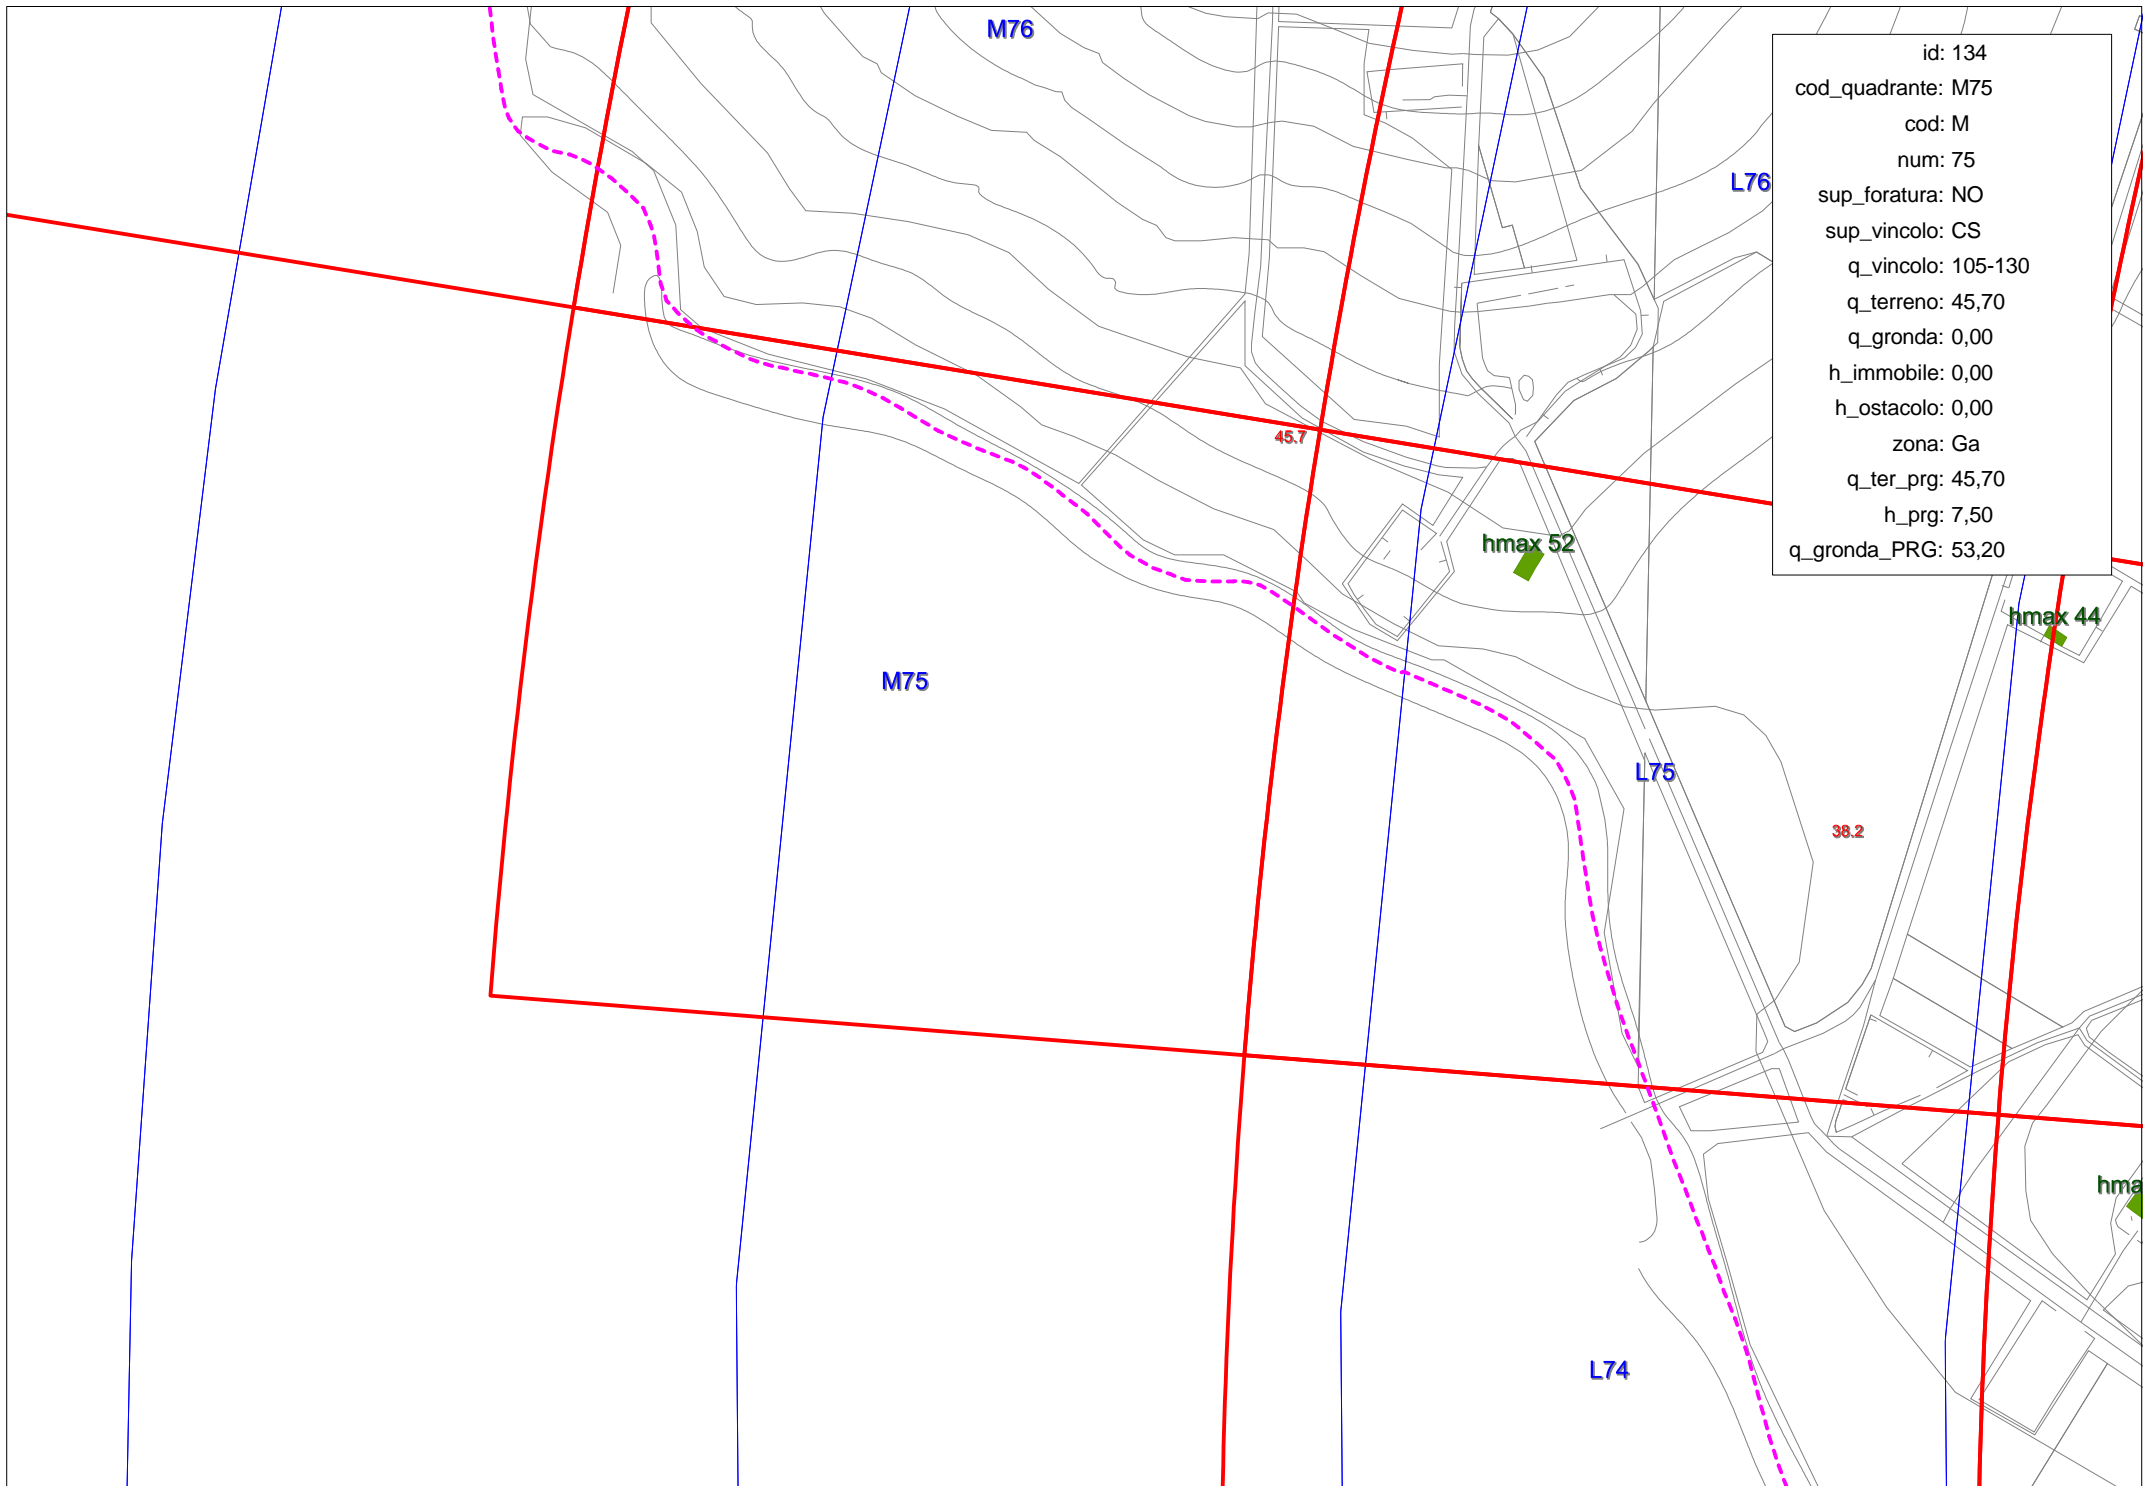 M76
id: 134
cod_quadrante: M75
cod: M
num: 75
L76
sup_foratura: NO
sup_vincolo: CS
q_vincolo: 105-130
q_terreno: 45,70
q_gronda: 0,00
h_immobile: 0,00
h_ostacolo: 0,00
zona: Ga
q_ter_prg: 45,70
h_prg: 7,50
q_gronda_PRG: 53,20
45.7
hmax 52
hmax 44
M75
L75
38.2
hma
L74